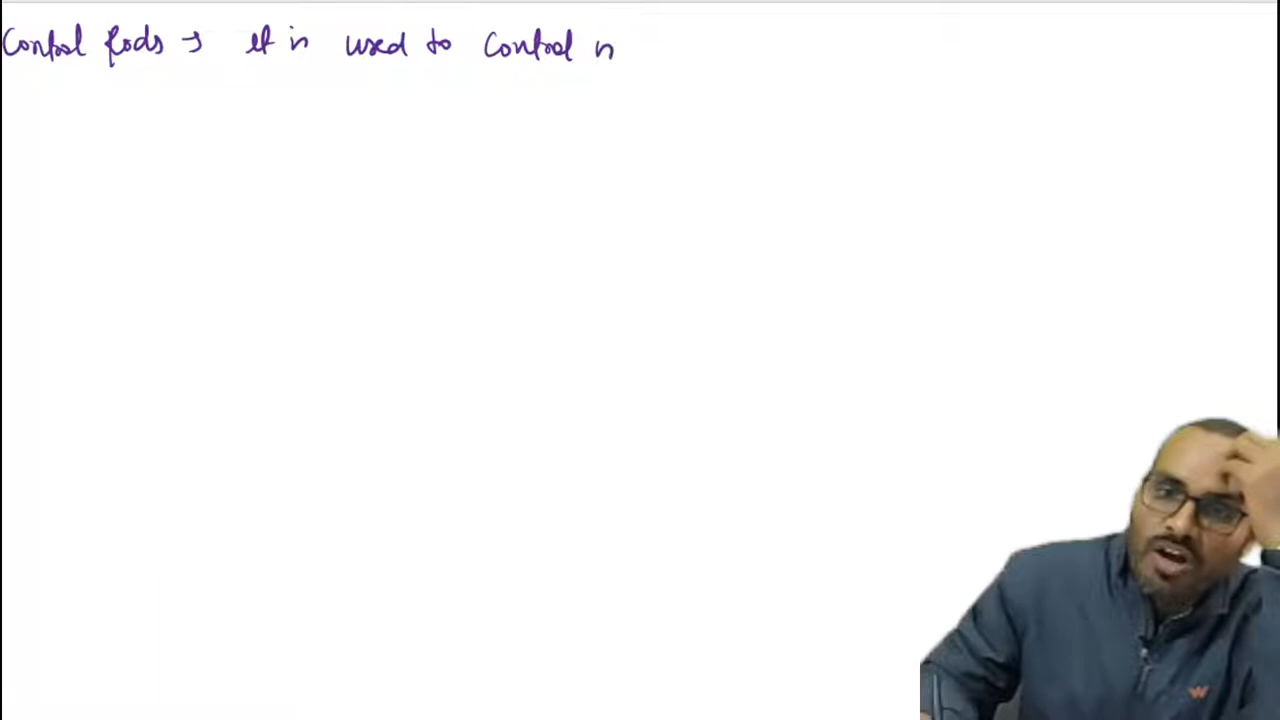 Control Rods → It is used to control n